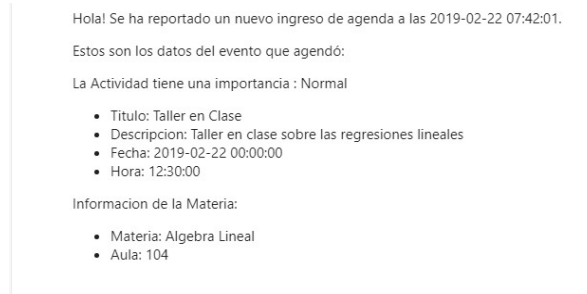 Hola! Se ha reportado un nuevo ingreso de agenda a las 2019-02-22 07:42:01.
Estos son los datos del evento que agendó:
La Actividad tiene una importancia : Normal
• Titulo: Taller en Clase
• Descripcion: Taller en clase sobre las regresiones lineales
• Fecha: 2019-02-22 00:00:00
• Hora: 12:30:00
Informacion de la Materia:
• Materia: Algebra Lineal
• Aula: 104